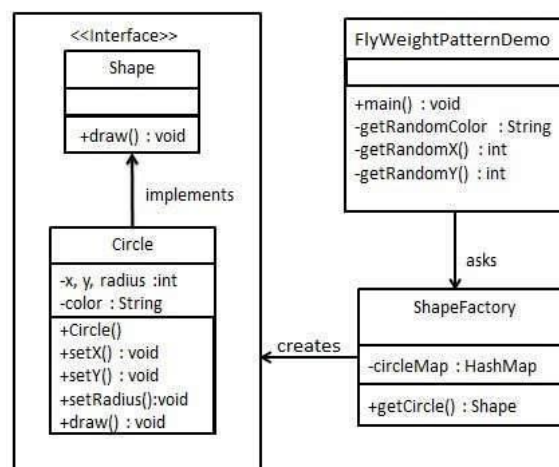 <<Interface>>
Shape
+draw() : void
implements
Circle
-x, y, radius :int
-color : String
+Circle()
+setX() : void
+setY() : void
+setRadius():void
+draw() : void
FlyWeightPatternDemo
+main() : void
-getRandomColor : String
-getRandomX() : int
-getRandomY() : int
asks
ShapeFactory
-circleMap : HashMap
+getCircle() : Shape
creates